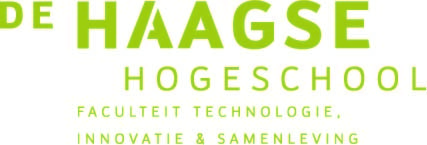 DE HAAGSE
HOGESCHOOL
FACULTEIT TECHNOLOGIE,
INNOVATIE & SAMENLEVING